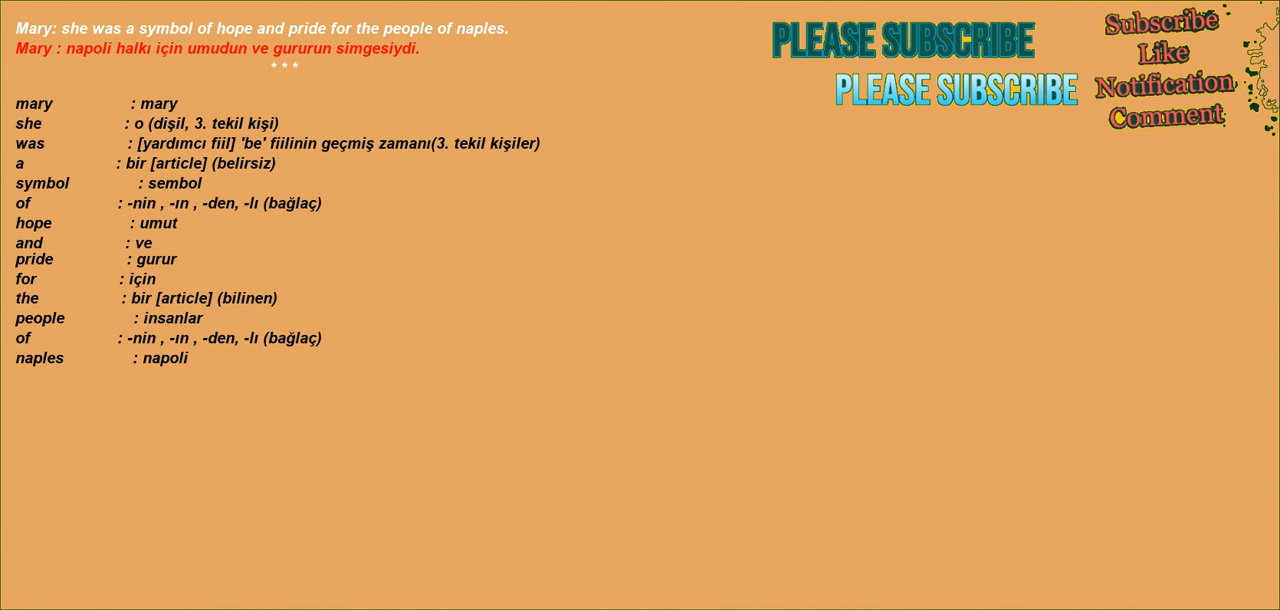 Mary: she was a symbol of hope and pride for the people of naples.
Mary : napoli halkı için umudun ve gururun simgesiydi.
* * *
mary : mary
she : o (dişil, 3. tekil kişi)
was : [yardımcı fiil] 'be' fiilinin geçmiş zamanı(3. tekil kişiler)
a : bir [article] (belirsiz)
symbol : sembol
of : -nin , -ın , -den, -lı (bağlaç)
hope : umut
and : ve
pride : gurur
for : için
the : bir [article] (bilinen)
people : insanlar
of : -nin , -ın , -den, -lı (bağlaç)
naples : napoli
PLEASE SUBSCRIBE
PLEASE SUBSCRIBE
Subscribe
Like
Notification
Comment